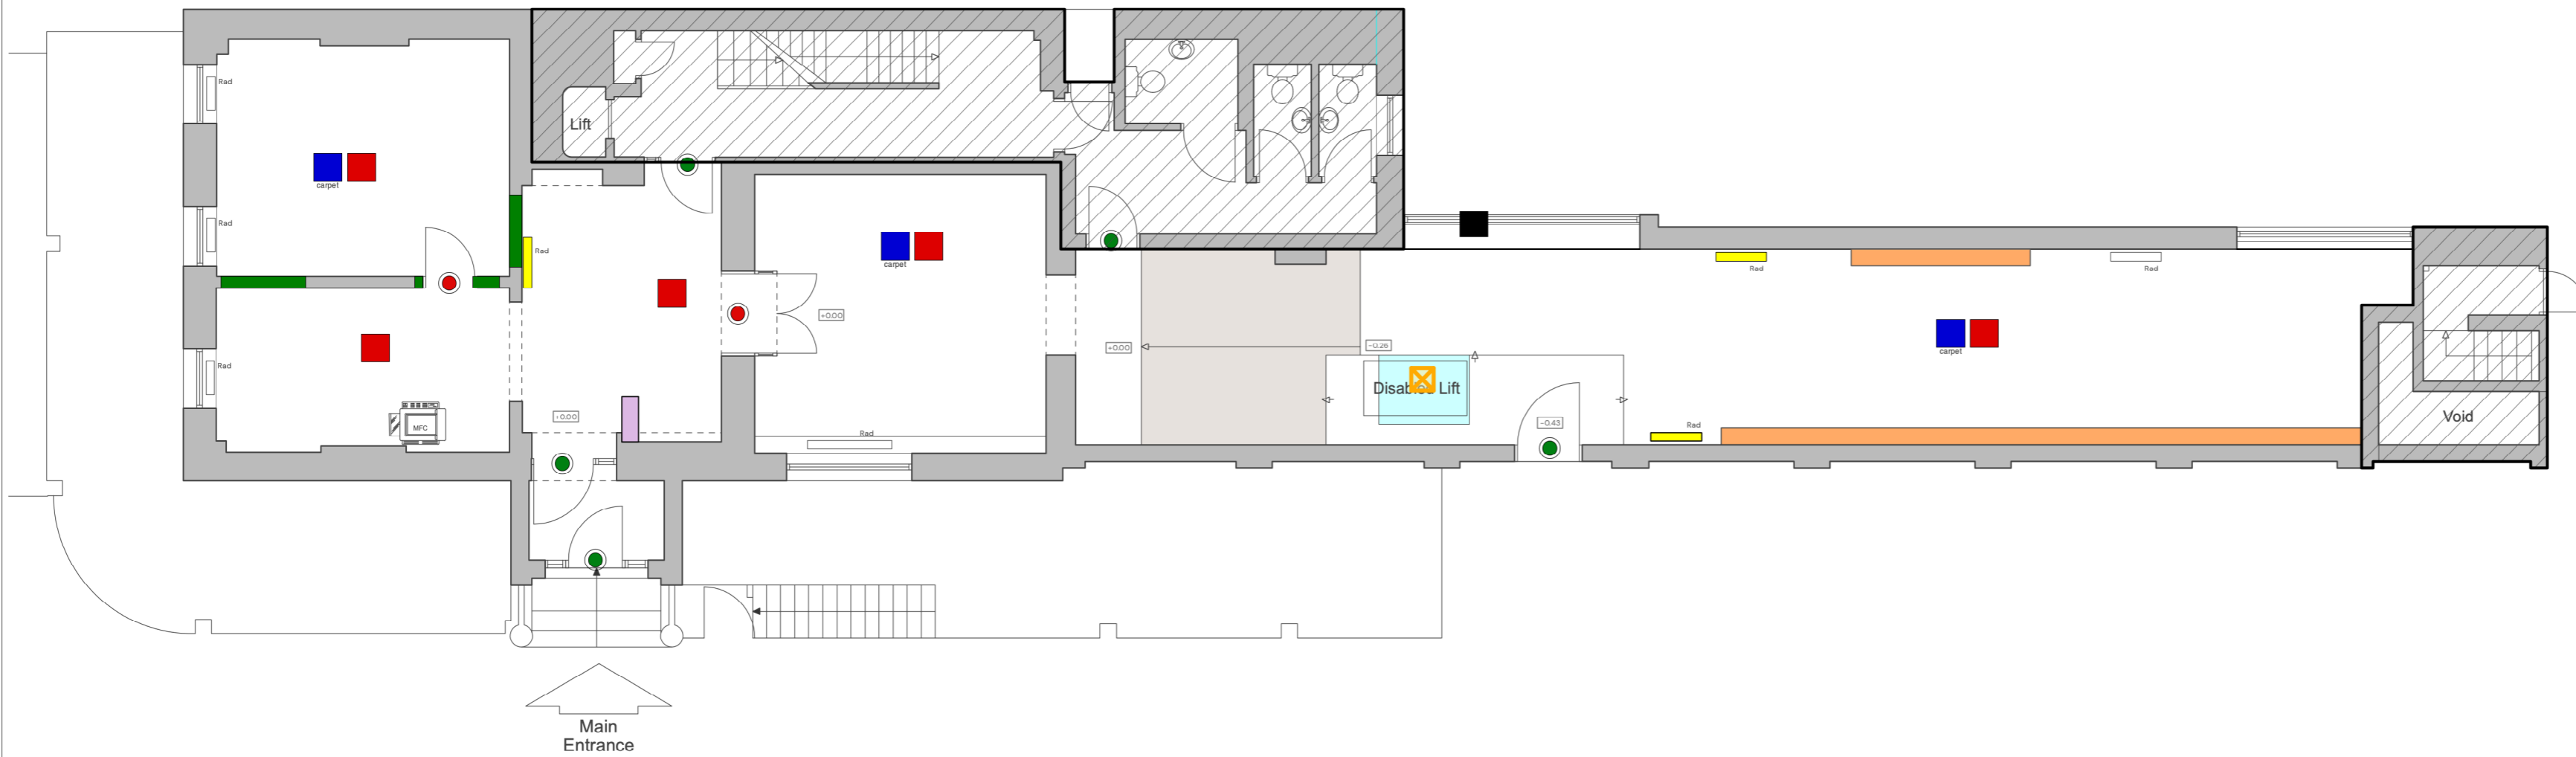 Rad
Lift
carpet
Rad
Rad
carpet
Rad
Rad
carpet
+0.00
+0.00
-0.26
Rad
Disabled Lift
MFC
+0.00
Rad
Rad
-0.43
Void
Main
Entrance